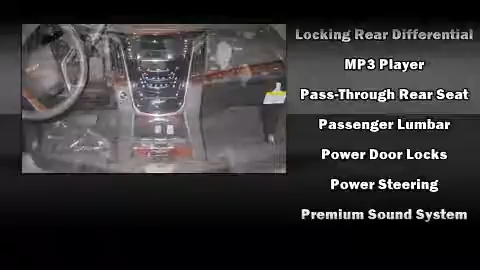 Locking Rear Differential
MP3 Player
Pass-Through Rear Seat
Passenger Lumbar
Power Door Locks
Power Steering
Premium Sound System